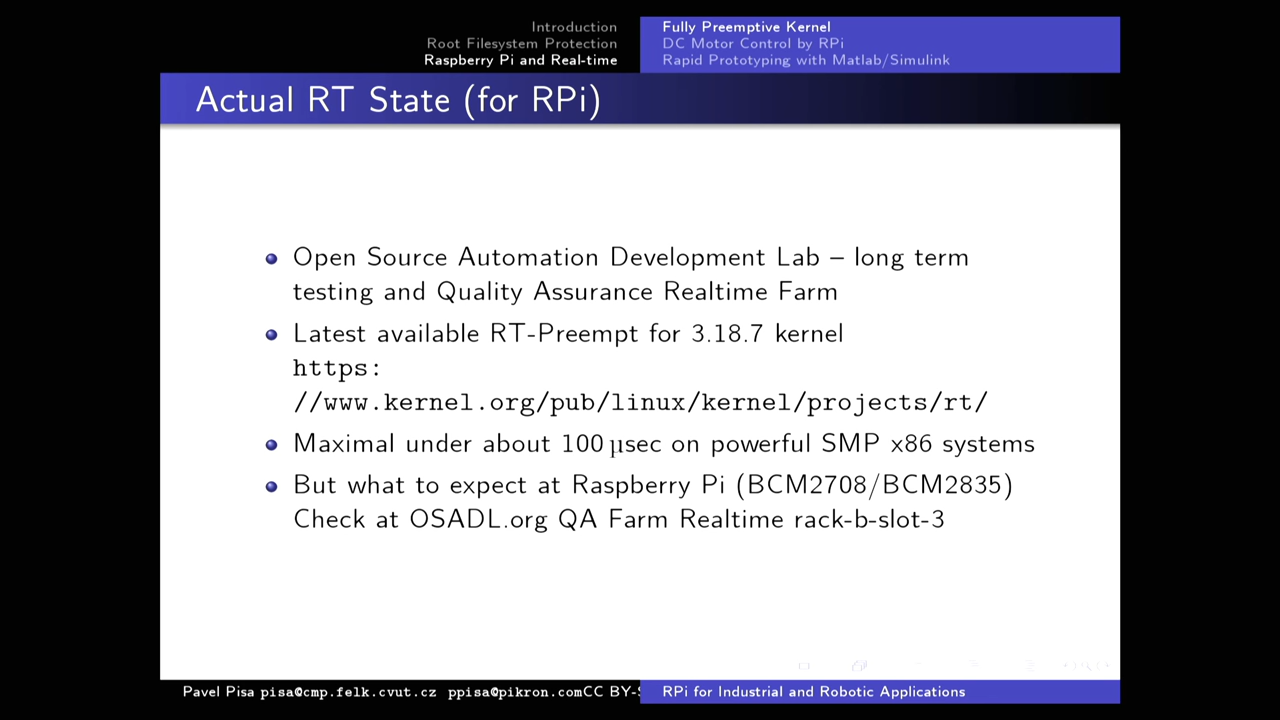 Introduction
Root Filesystem Protection
Raspberry Pi and Real-time
Fully Preemptive Kernel
DC Motor Control by RPi
Rapid Prototyping with Matlab/Simulink
Actual RT State (for RPi)
Open Source Automation Development Lab – long term
testing and Quality Assurance Realtime Farm
Latest available RT-Preempt for 3.18.7 kernel
https:
//www.kernel.org/pub/linux/kernel/projects/rt/
Maximal under about 100 µsec on powerful SMP x86 systems
But what to expect at Raspberry Pi (BCM2708/BCM2835)
Check at OSADL.org QA Farm Realtime rack-b-slot-3
Pavel Pisa pisa@cmp.felk.cvut.cz ppisa@pikron.comCC BY-
RPi for Industrial and Robotic Applications